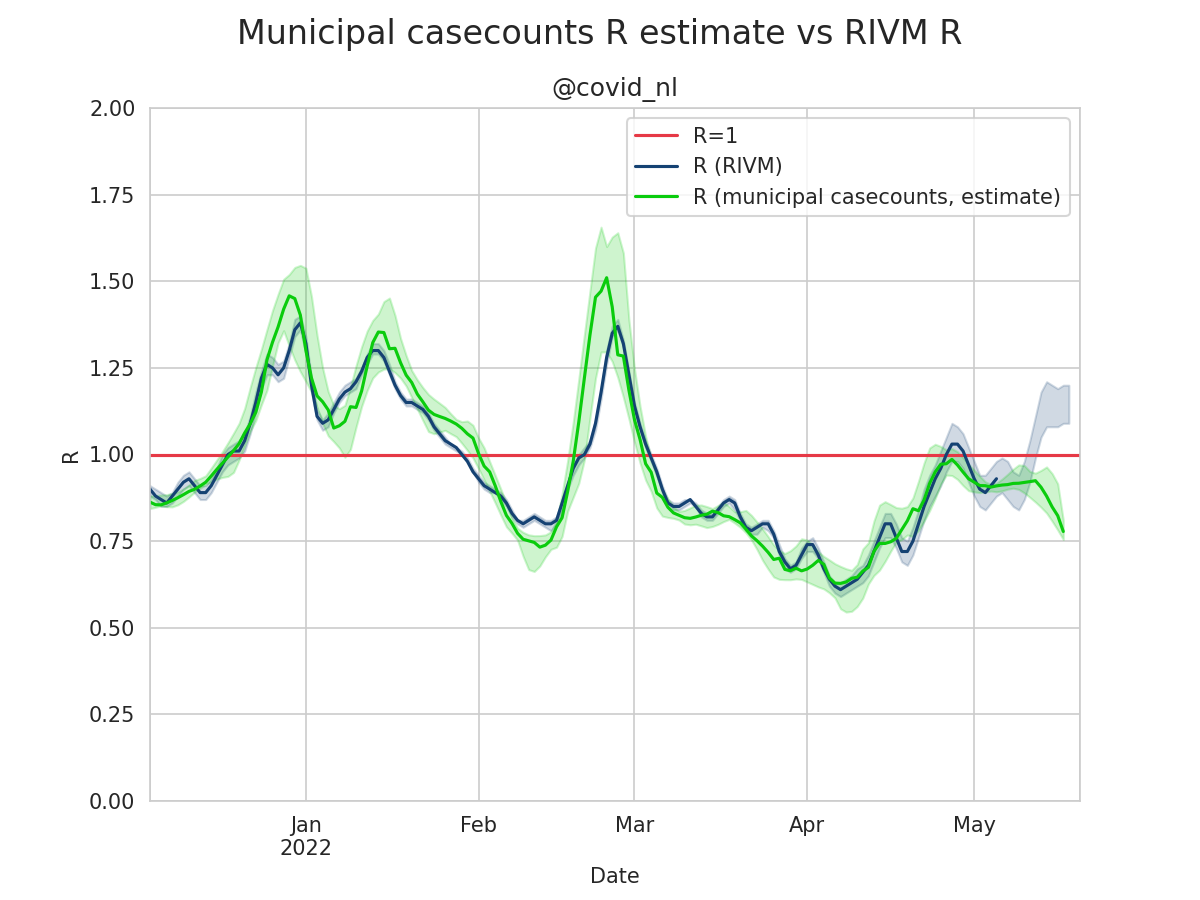 Municipal casecounts R estimate vs RIVM R
@covid_nl
R=1
R (RIVM)
R (municipal casecounts, estimate)
2.00
1.75
1.50
1.25
1.00
0.75
0.50
0.25
0.00
R
Jan Feb Mar Apr May
2022
Date